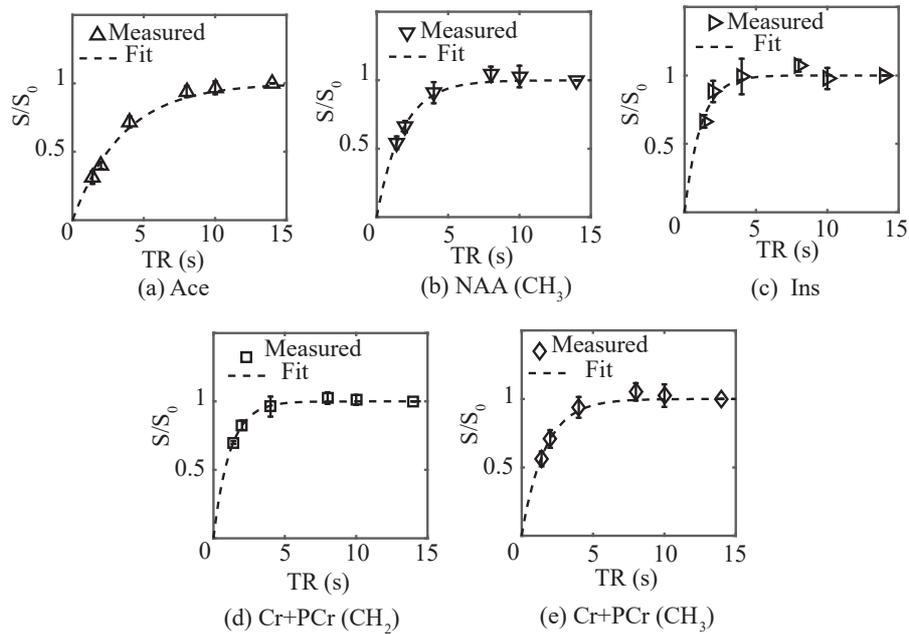 Measured
Fit
S/S0
1
0.5
0 5 10 15
TR (s)
(a) Ace
Measured
Fit
S/S0
1
0.5
0 5 10 15
TR (s)
(b) NAA (CH3)
Measured
Fit
S/S0
1
0.5
0 5 10 15
TR (s)
(c) Ins
Measured
Fit
S/S0
1
0.5
0 5 10 15
TR (s)
(d) Cr+PCr (CH2)
Measured
Fit
S/S0
1
0.5
0 5 10 15
TR (s)
(e) Cr+PCr (CH3)